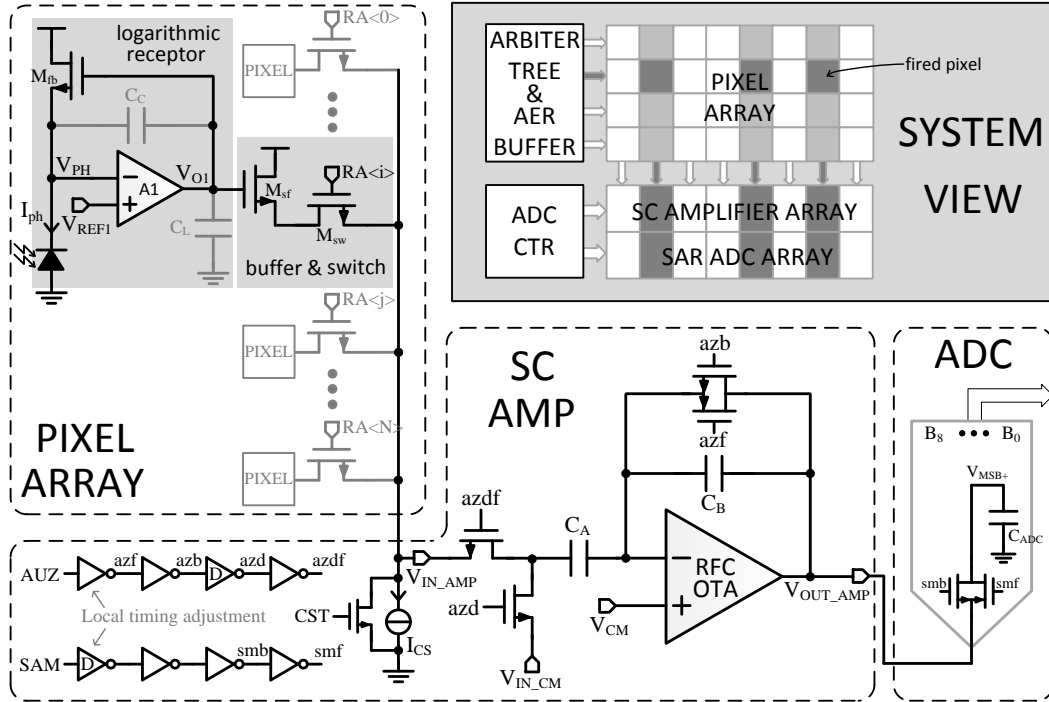 logarithmic
receptor
M_fb
C_C
V_PH
A1
V_O1
V_REF1
I_ph
C_L
M_sf
M_sw
buffer & switch
RA<0>
PIXEL
RA<i>
RA<j>
PIXEL
RA<N>
PIXEL
PIXEL
ARRAY
ARBITER
TREE
&
AER
BUFFER
PIXEL
ARRAY
fired pixel
SYSTEM
VIEW
ADC
CTR
SC AMPLIFIER ARRAY
SAR ADC ARRAY
SC
AMP
azb
azf
C_B
azdf
C_A
V_IN_AMP
azd
V_IN_CM
V_CM
RFC
OTA
V_OUT_AMP
ADC
B_8
B_0
V_MSB+
C_ADC
smb
smf
AUZ
azf
azb
D
azd
azdf
Local timing adjustment
SAM
D
smb
smf
CST
I_CS